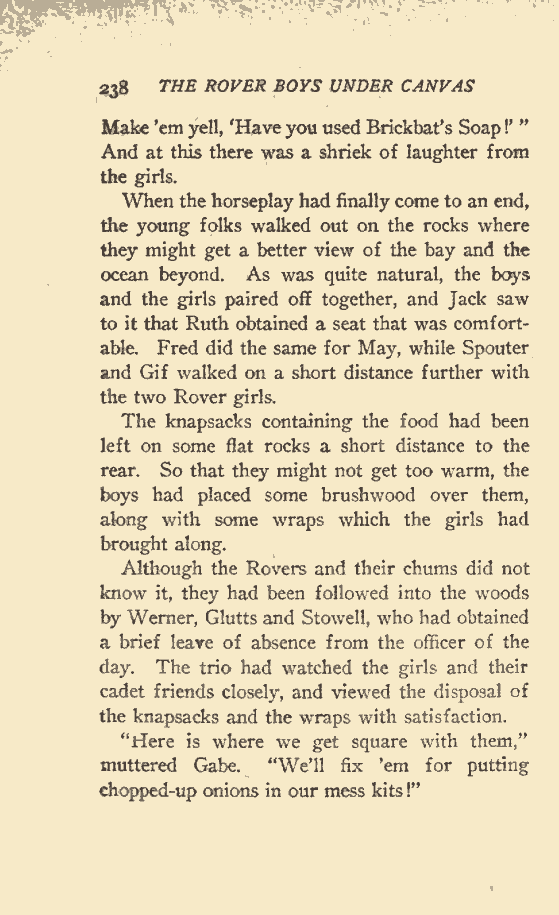 238 THE ROVER BOYS UNDER CANVAS
Make 'em yell, 'Have you used Brickbat's Soap!' "
And at this there was a shriek of laughter from
the girls.
When the horseplay had finally come to an end,
the young folks walked out on the rocks where
they might get a better view of the bay and the
ocean beyond. As was quite natural, the boys
and the girls paired off together, and Jack saw
to it that Ruth obtained a seat that was comfort-
able. Fred did the same for May, while Spouter
and Gif walked on a short distance further with
the two Rover girls.
The knapsacks containing the food had been
left on some flat rocks a short distance to the
rear. So that they might not get too warm, the
boys had placed some brushwood over them,
along with some wraps which the girls had
brought along.
Although the Rovers and their chums did not
know it, they had been followed into the woods
by Werner, Glutts and Stowell, who had obtained
a brief leave of absence from the officer of the
day. The trio had watched the girls and their
cadet friends closely, and viewed the disposal of
the knapsacks and the wraps with satisfaction.
"Here is where we get square with them,"
muttered Gabe. "We'll fix 'em for putting
chopped-up onions in our mess kits!"